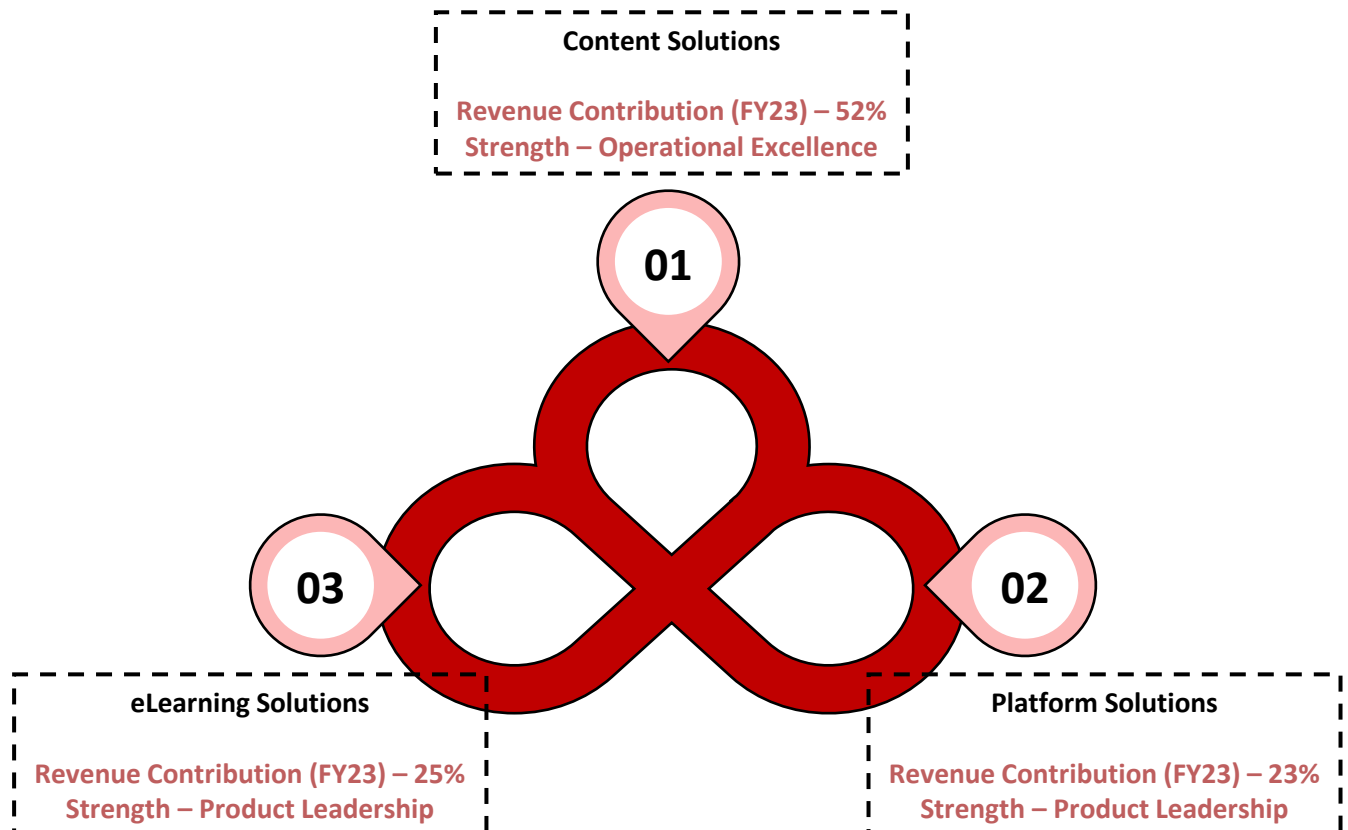 Content Solutions
Revenue Contribution (FY23) – 52%
Strength – Operational Excellence
01
03
02
eLearning Solutions
Revenue Contribution (FY23) – 25%
Strength – Product Leadership
Platform Solutions
Revenue Contribution (FY23) – 23%
Strength – Product Leadership